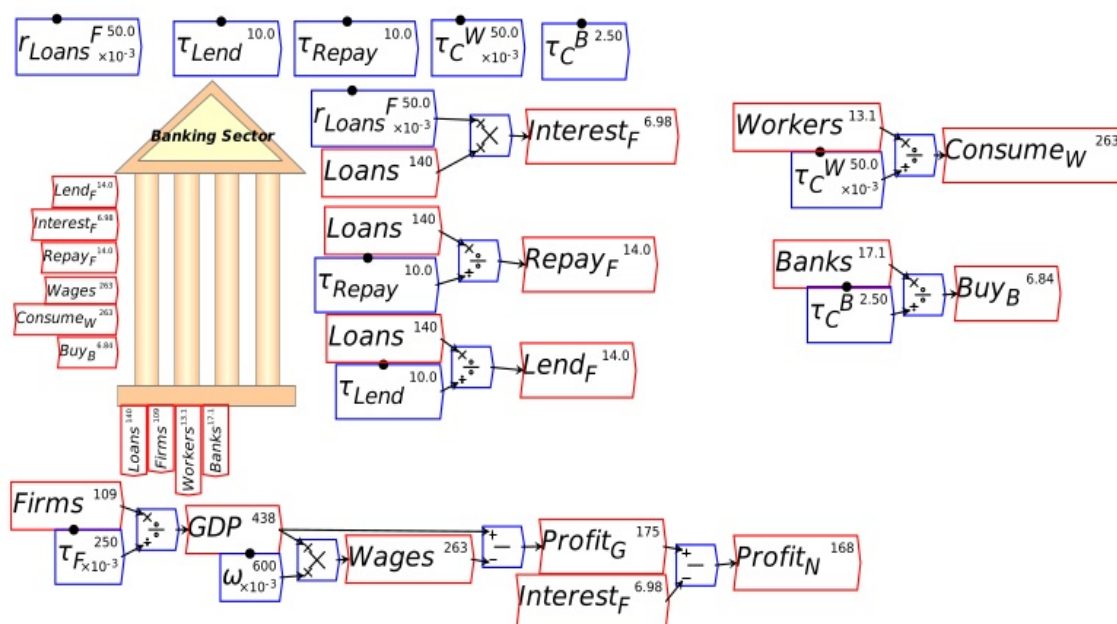 r_Loans^F 50.0 ×10⁻³
τ_Lend 10.0
τ_Repay 10.0
τ_C^W 50.0 ×10⁻³
τ_C^B 2.50
Banking Sector
r_Loans^F 50.0 ×10⁻³
×
×
×
Interest_F 6.98
Loans 140
Workers 13.1
×
÷
÷
Consume_W 263
τ_C^W 50.0 ×10⁻³
Lend_F 14.0
Interest_F 6.98
Repay_F 14.0
Wages 263
Consume_W 263
Buy_B 6.84
Loans 140
×
÷
÷
Repay_F 14.0
τ_Repay 10.0
Banks 17.1
×
÷
÷
Buy_B 6.84
τ_C^B 2.50
Loans 140
×
÷
÷
Lend_F 14.0
τ_Lend 10.0
Loans 140
Firms 109
Workers 13.1
Banks 17.1
Firms 109
×
÷
÷
τ_F 250 ×10⁻³
GDP 438
×
×
×
ω 600 ×10⁻³
Wages 263
+
−
−
Profit_G 175
+
−
−
Interest_F 6.98
Profit_N 168